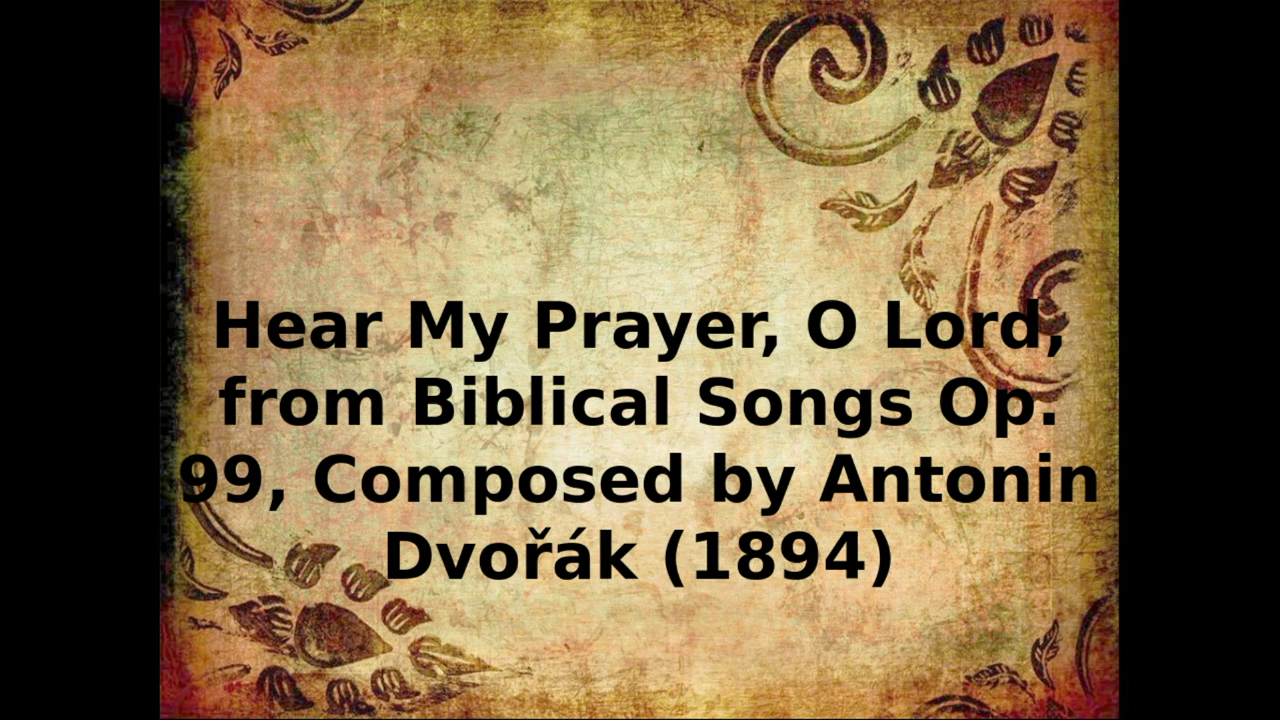 Hear My Prayer, O Lord,
from Biblical Songs Op.
99, Composed by Antonin
Dvořák (1894)